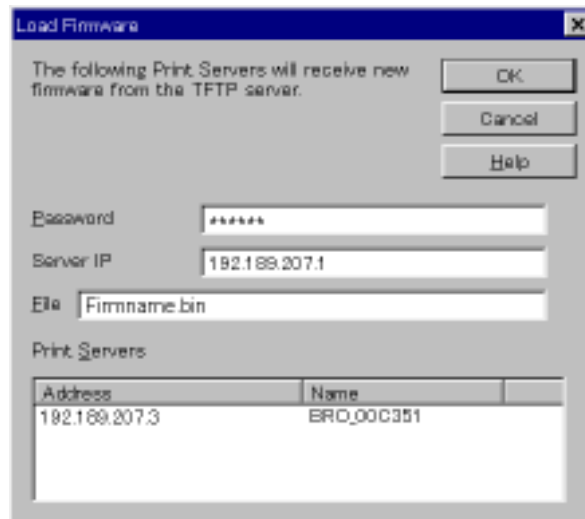 Load Firmware
The following Print Servers will receive new
firmware from the TFTP server.
OK
Cancel
Help
Password ******
Server IP 192.189.207.1
File Firmname.bin
Print Servers
Address Name
192.189.207.3 BRO_00C351